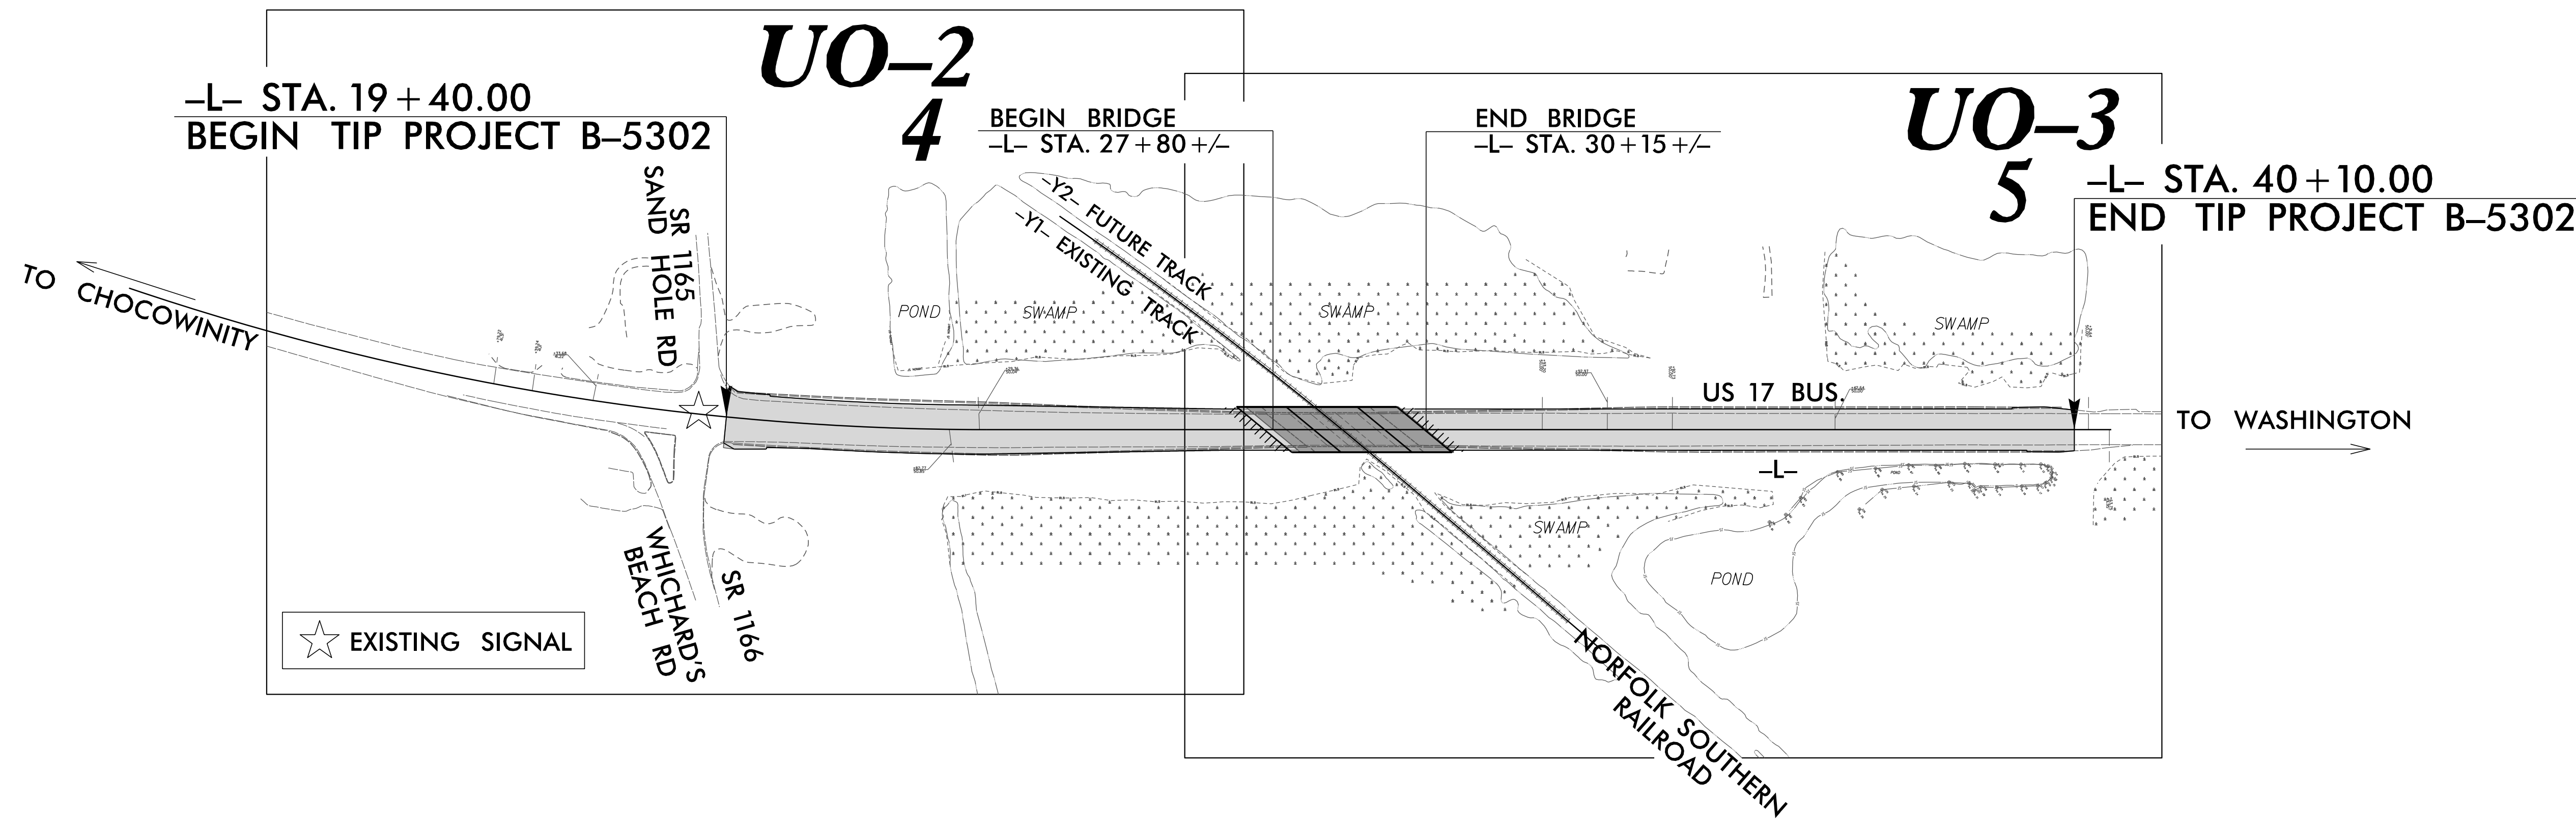 UO–2
4
UO–3
5
–L– STA. 19+40.00
BEGIN TIP PROJECT B–5302
BEGIN BRIDGE
–L– STA. 27+80+/–
END BRIDGE
–L– STA. 30+15+/–
–L– STA. 40+10.00
END TIP PROJECT B–5302
TO CHOCOWINITY
SR 1165
SAND HOLE RD
–Y2– FUTURE TRACK
–Y1– EXISTING TRACK
POND
SWAMP
SWAMP
SWAMP
US 17 BUS.
TO WASHINGTON
–L–
POND
SWAMP
POND
WHICHARD'S
BEACH RD
SR 1166
EXISTING SIGNAL
NORFOLK SOUTHERN
RAILROAD